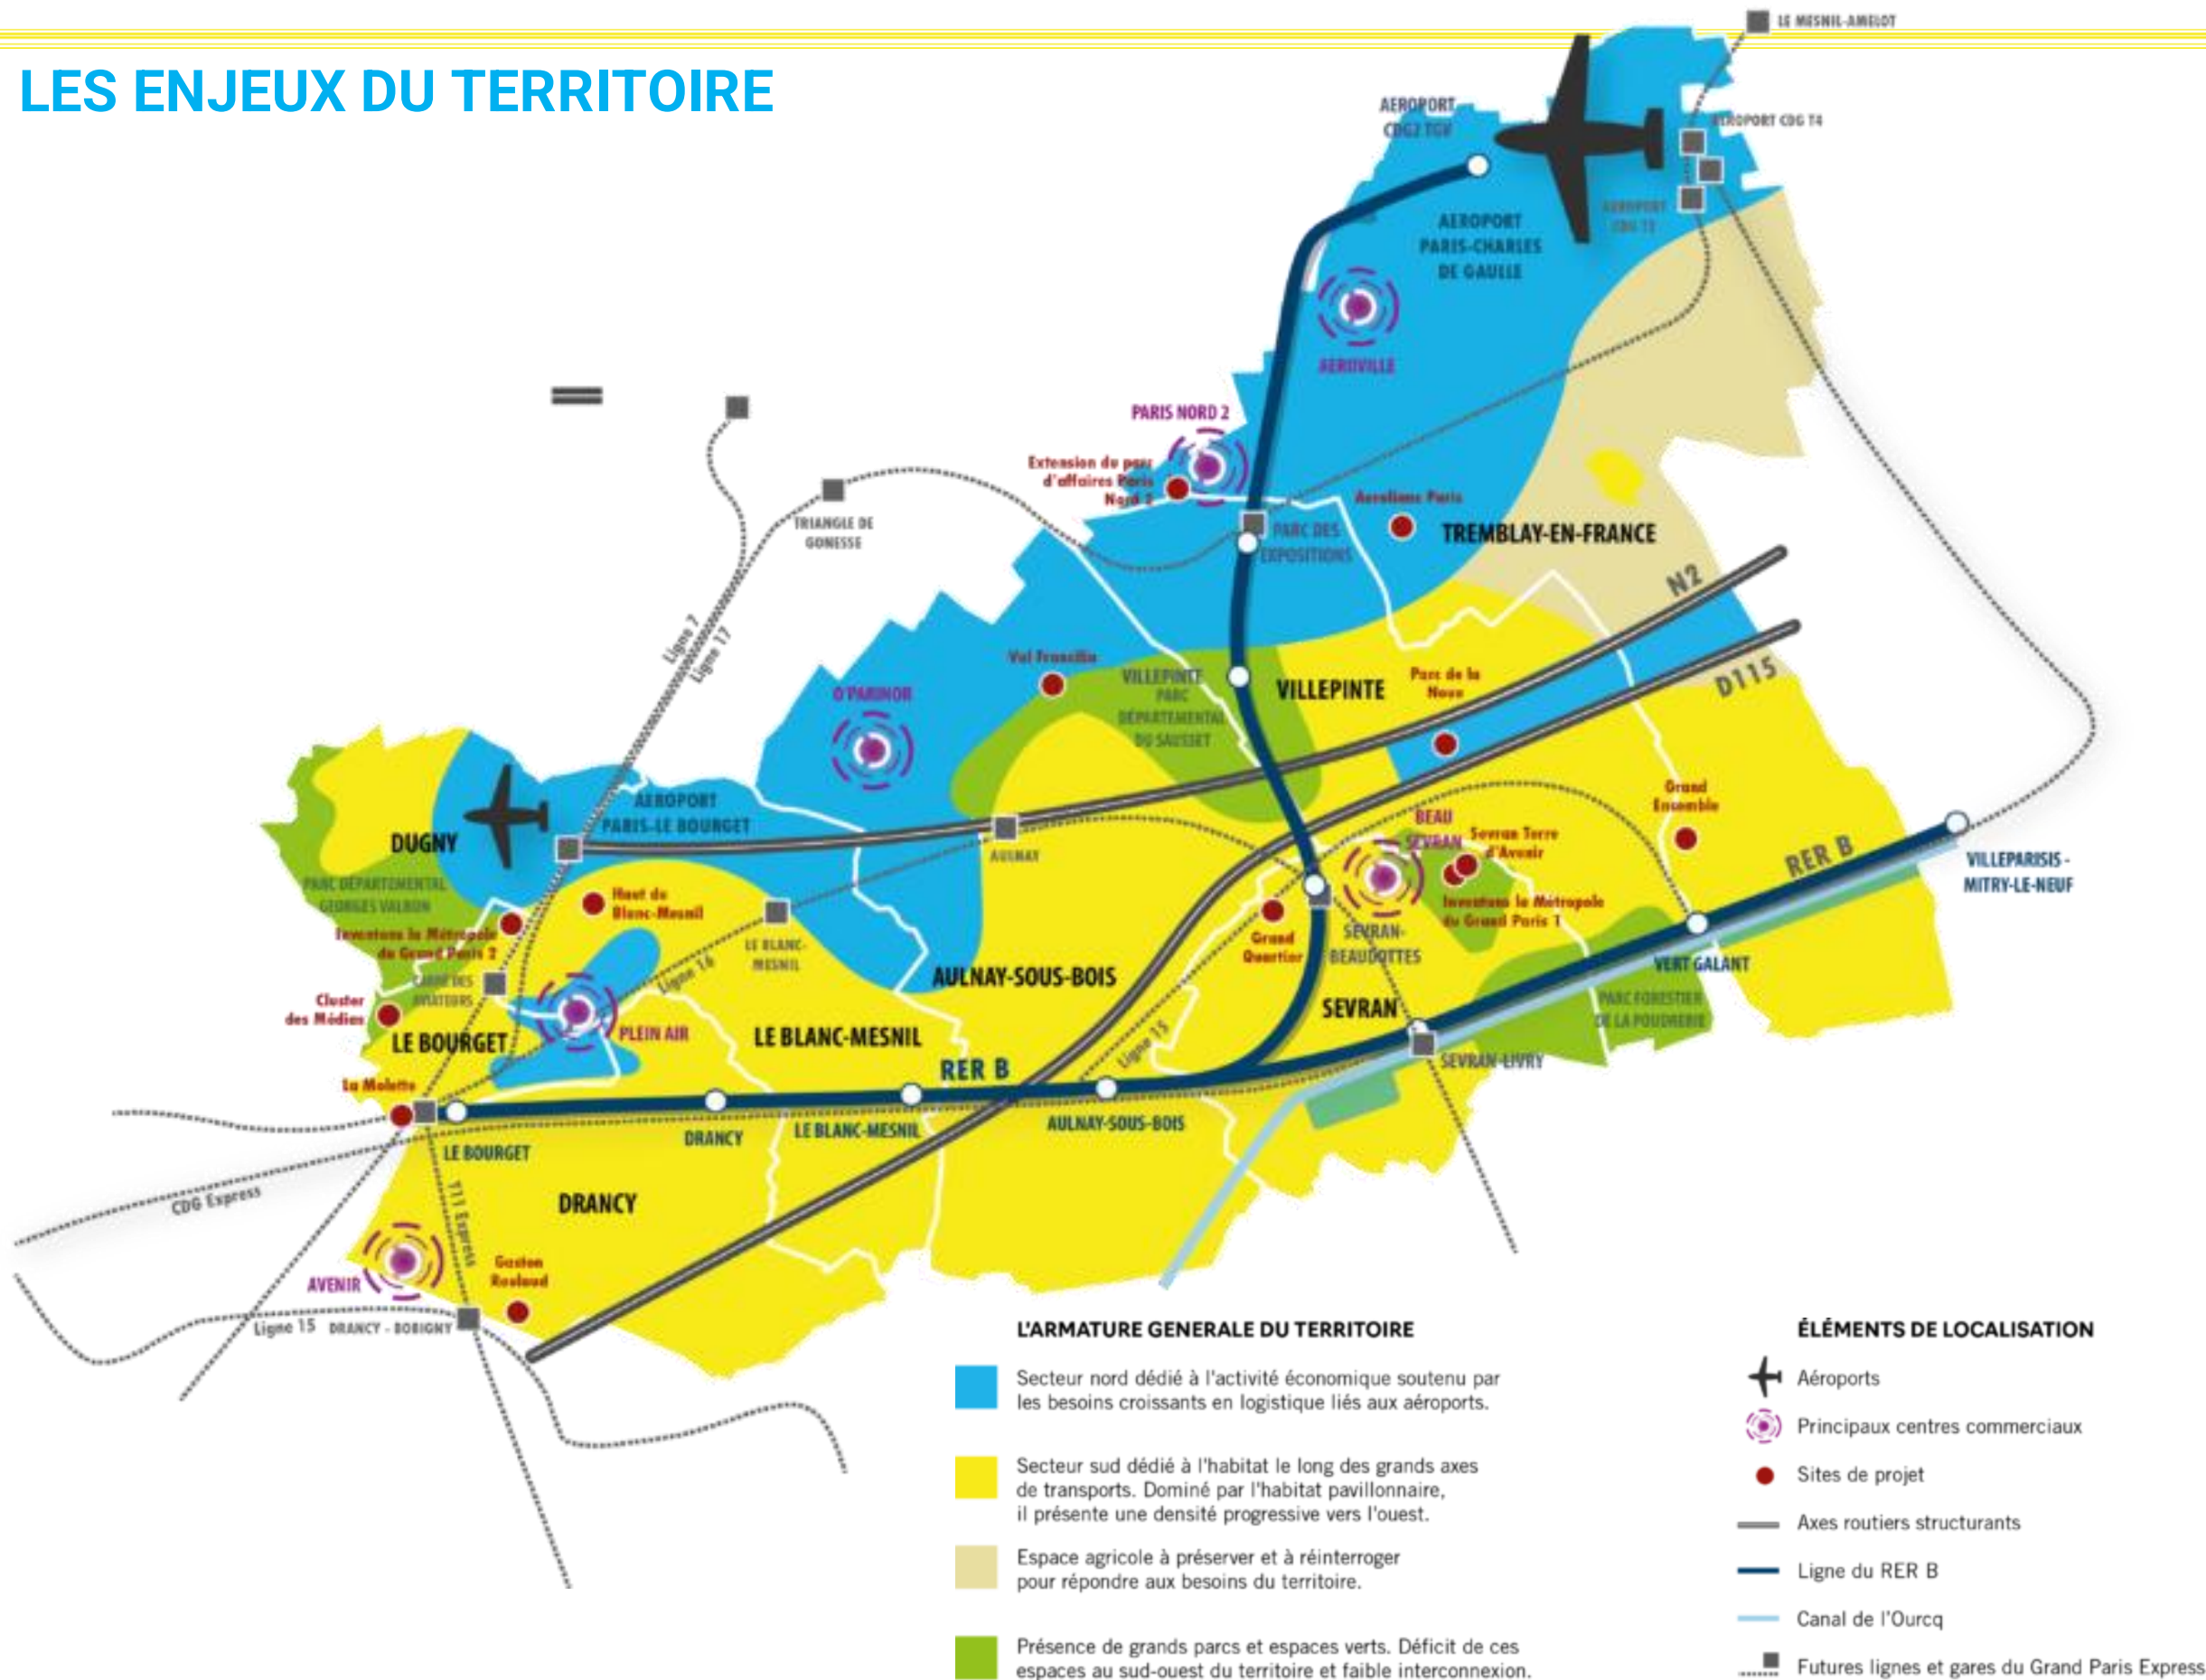 LES ENJEUX DU TERRITOIRE
LE MESNIL-AMELOT
AEROPORT
CDG2 TGV
AEROPORT CDG T4
AEROPORT
PARIS-CHARLES
DE GAULLE
AEROPORT
AEROVILLE
PARIS NORD 2
Extension du parc
d'affaires Paris
Nord 2
Aerolians Paris
TREMBLAY-EN-FRANCE
PARC DES
EXPOSITIONS
TRIANGLE DE
GONESSE
N2
Ligne 7
Ligne 17
Val Francilia
VILLEPINTE
PARC
DÉPARTEMENTAL
DU SAUSSET
VILLEPINTE
Parc de la
Noue
D115
O'PARINOR
AEROPORT
PARIS-LE BOURGET
DUGNY
AULNAY
BEAU
SEVRAN
Sevran Terre
d'Avenir
Grand
Ensemble
RER B
VILLEPARISIS -
MITRY-LE-NEUF
PARC DÉPARTEMENTAL
GEORGES VALBON
Haut du
Blanc-Mesnil
Inventons la Métropole
du Grand Paris 2
Inventons la Métropole
du Grand Paris 1
LE BLANC-
MESNIL
Ligne 16
Grand
Quartier
SEVRAN-
BEAUDOTTES
AULNAY-SOUS-BOIS
VERT GALANT
Cluster
des Médias
DES
AVIATEURS
PARC FORESTIER
DE LA POUDRERIE
SEVRAN
LE BOURGET
PLEIN AIR
LE BLANC-MESNIL
Ligne 15
RER B
SEVRAN-LIVRY
La Molette
LE BOURGET
DRANCY
LE BLANC-MESNIL
AULNAY-SOUS-BOIS
CDG Express
T11 Express
DRANCY
AVENIR
Gaston
Roulaud
Ligne 15
DRANCY - BOBIGNY
L'ARMATURE GENERALE DU TERRITOIRE
Secteur nord dédié à l'activité économique soutenu par
les besoins croissants en logistique liés aux aéroports.
Secteur sud dédié à l'habitat le long des grands axes
de transports. Dominé par l'habitat pavillonnaire,
il présente une densité progressive vers l'ouest.
Espace agricole à préserver et à réinterroger
pour répondre aux besoins du territoire.
Présence de grands parcs et espaces verts. Déficit de ces
espaces au sud-ouest du territoire et faible interconnexion.
ÉLÉMENTS DE LOCALISATION
Aéroports
Principaux centres commerciaux
Sites de projet
Axes routiers structurants
Ligne du RER B
Canal de l'Ourcq
Futures lignes et gares du Grand Paris Express